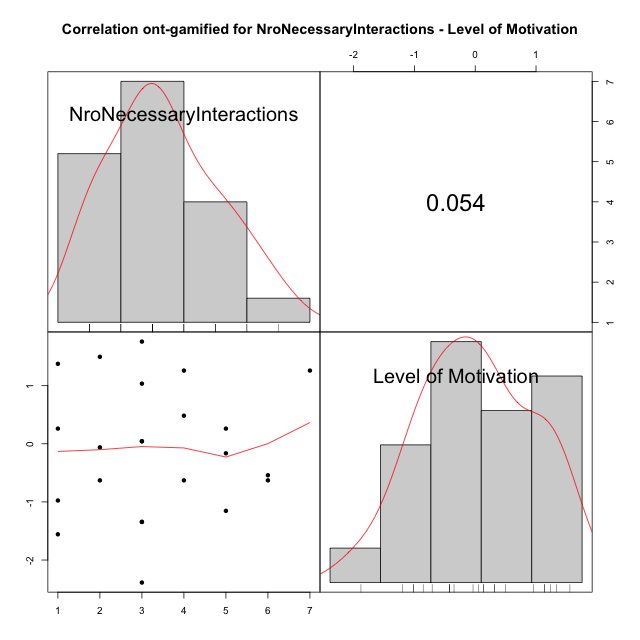 Correlation ont-gamified for NroNecessaryInteractions - Level of Motivation
-2 -1 0 1
NroNecessaryInteractions
0.054
7
6
5
4
3
2
1
Level of Motivation
1
0
-1
-2
1 2 3 4 5 6 7